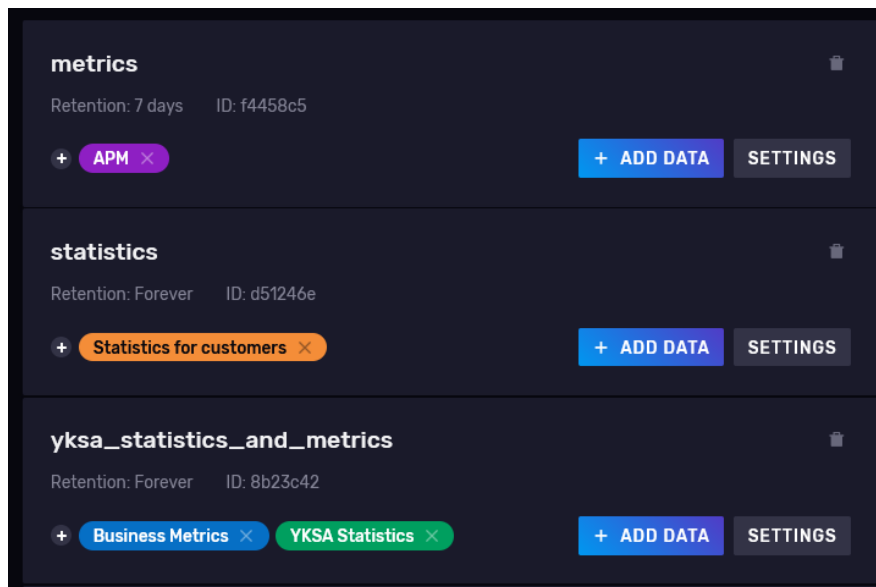 metrics
Retention: 7 days ID: f4458c5
+ APM × + ADD DATA SETTINGS
statistics
Retention: Forever ID: d51246e
+ Statistics for customers × + ADD DATA SETTINGS
yksa_statistics_and_metrics
Retention: Forever ID: 8b23c42
+ Business Metrics × YKSA Statistics × + ADD DATA SETTINGS